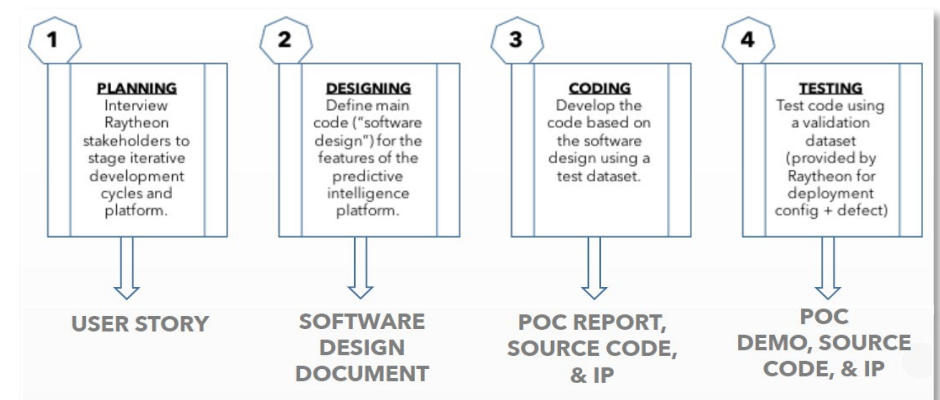 1
PLANNING
Interview
Raytheon
stakeholders to
stage iterative
development
cycles and
platform.
USER STORY
2
DESIGNING
Define main
code ("software
design") for the
features of the
predictive
intelligence
platform.
SOFTWARE
DESIGN
DOCUMENT
3
CODING
Develop the
code based on
the software
design using a
test dataset.
POC REPORT,
SOURCE CODE,
& IP
4
TESTING
Test code using
a validation
dataset
(provided by
Raytheon for
deployment
config + defect)
POC
DEMO, SOURCE
CODE, & IP